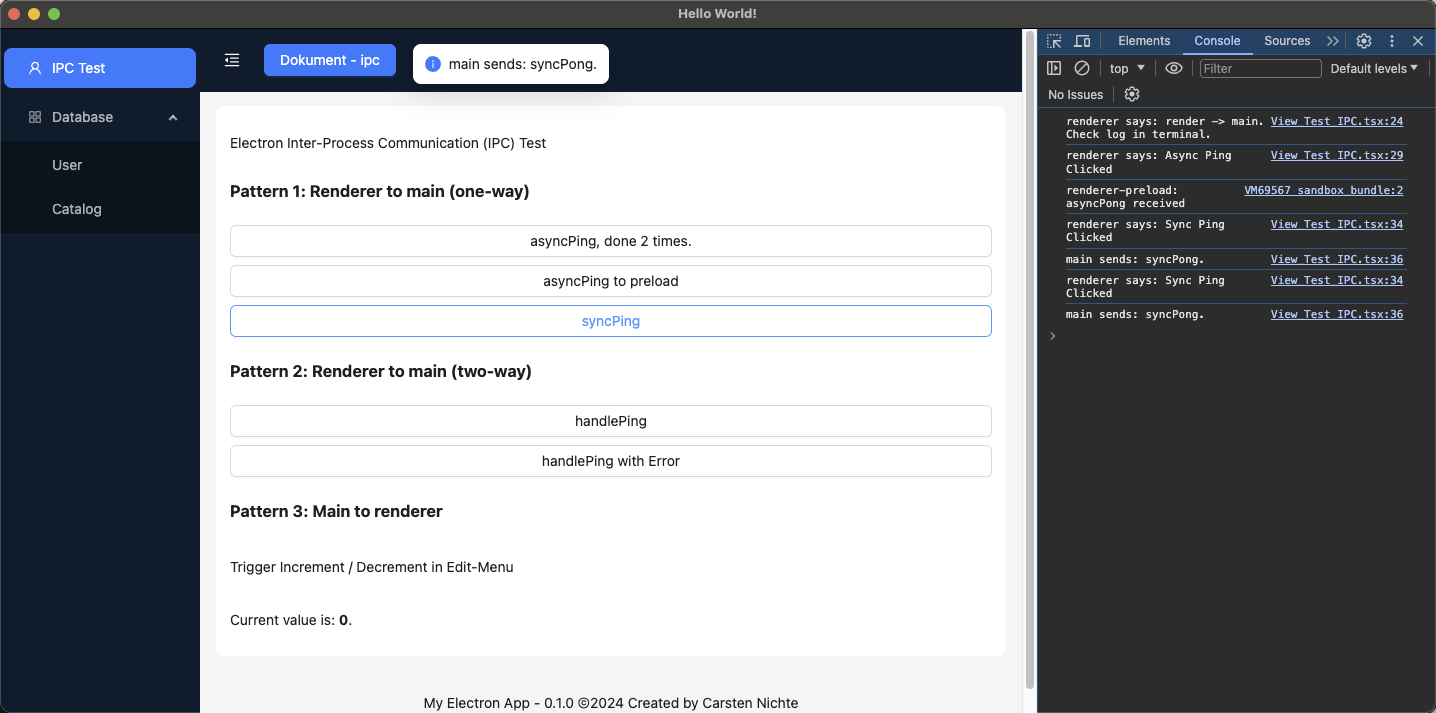 Hello World!
IPC Test
Database
User
Catalog
Dokument - ipc
main sends: syncPong.
Electron Inter-Process Communication (IPC) Test
Pattern 1: Renderer to main (one-way)
asyncPing, done 2 times.
asyncPing to preload
syncPing
Pattern 2: Renderer to main (two-way)
handlePing
handlePing with Error
Pattern 3: Main to renderer
Trigger Increment / Decrement in Edit-Menu
Current value is: 0.
My Electron App - 0.1.0 ©2024 Created by Carsten Nichte
Elements Console Sources
top Filter Default levels
No Issues
renderer says: render -> main. View_Test_IPC.tsx:24
Check log in terminal.
renderer says: Async Ping View_Test_IPC.tsx:29
Clicked
renderer-preload: VM69567 sandbox_bundle:2
asyncPong received
renderer says: Sync Ping View_Test_IPC.tsx:34
Clicked
main sends: syncPong. View_Test_IPC.tsx:36
renderer says: Sync Ping View_Test_IPC.tsx:34
Clicked
main sends: syncPong. View_Test_IPC.tsx:36